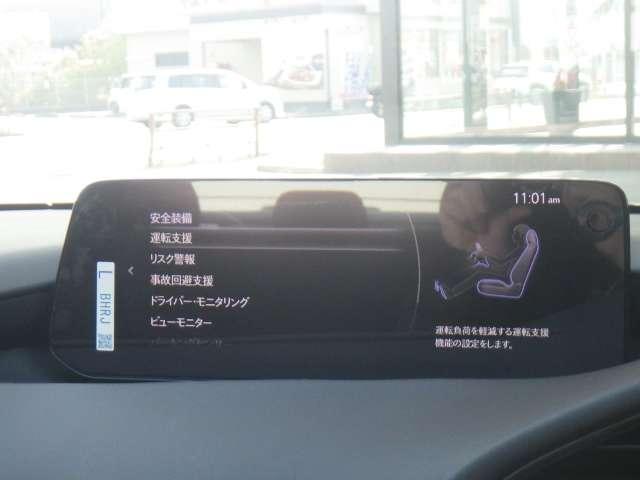 11:01 am
安全装備
運転支援
リスク警報
事故回避支援
ドライバー・モニタリング
ビューモニター
運転負荷を軽減する運転支援
機能の設定をします。
L BHRJ